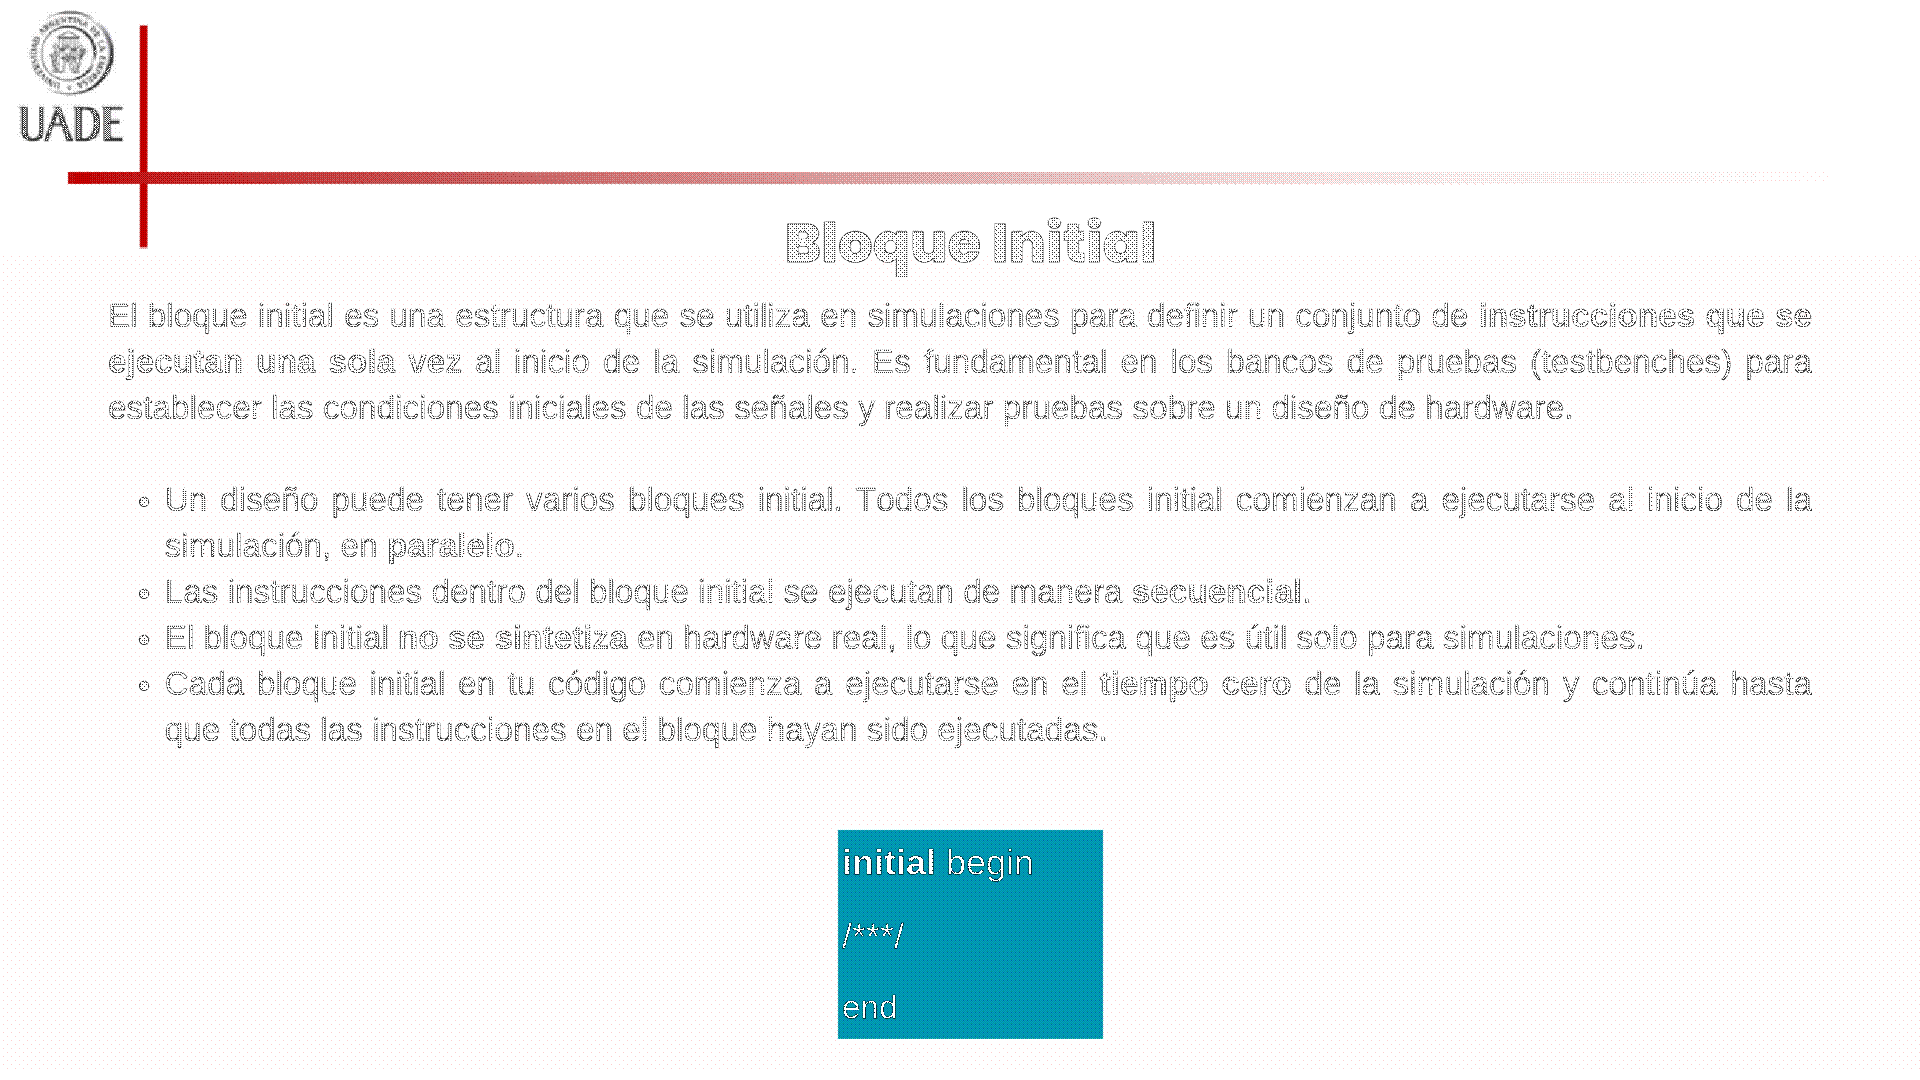 UNIVERSIDAD ARGENTINA DE LA EMPRESA
UADE
Bloque Initial
El bloque initial es una estructura que se utiliza en simulaciones para definir un conjunto de instrucciones que se
ejecutan una sola vez al inicio de la simulación. Es fundamental en los bancos de pruebas (testbenches) para
establecer las condiciones iniciales de las señales y realizar pruebas sobre un diseño de hardware.
Un diseño puede tener varios bloques initial. Todos los bloques initial comienzan a ejecutarse al inicio de la
simulación, en paralelo.
Las instrucciones dentro del bloque initial se ejecutan de manera secuencial.
El bloque initial no se sintetiza en hardware real, lo que significa que es útil solo para simulaciones.
Cada bloque initial en tu código comienza a ejecutarse en el tiempo cero de la simulación y continúa hasta
que todas las instrucciones en el bloque hayan sido ejecutadas.
initial begin
/***/
end